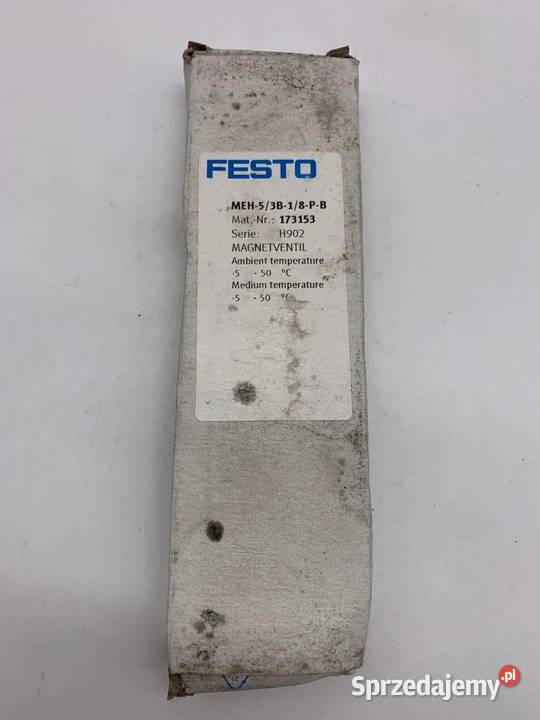 FESTO
MEH-5/3B-1/8-P-B
Mat.-Nr.: 173153
Serie: H902
MAGNETVENTIL
Ambient temperature
-5 - 50 °C
Medium temperature
-5 - 50 °C
Sprzedajemy.pl